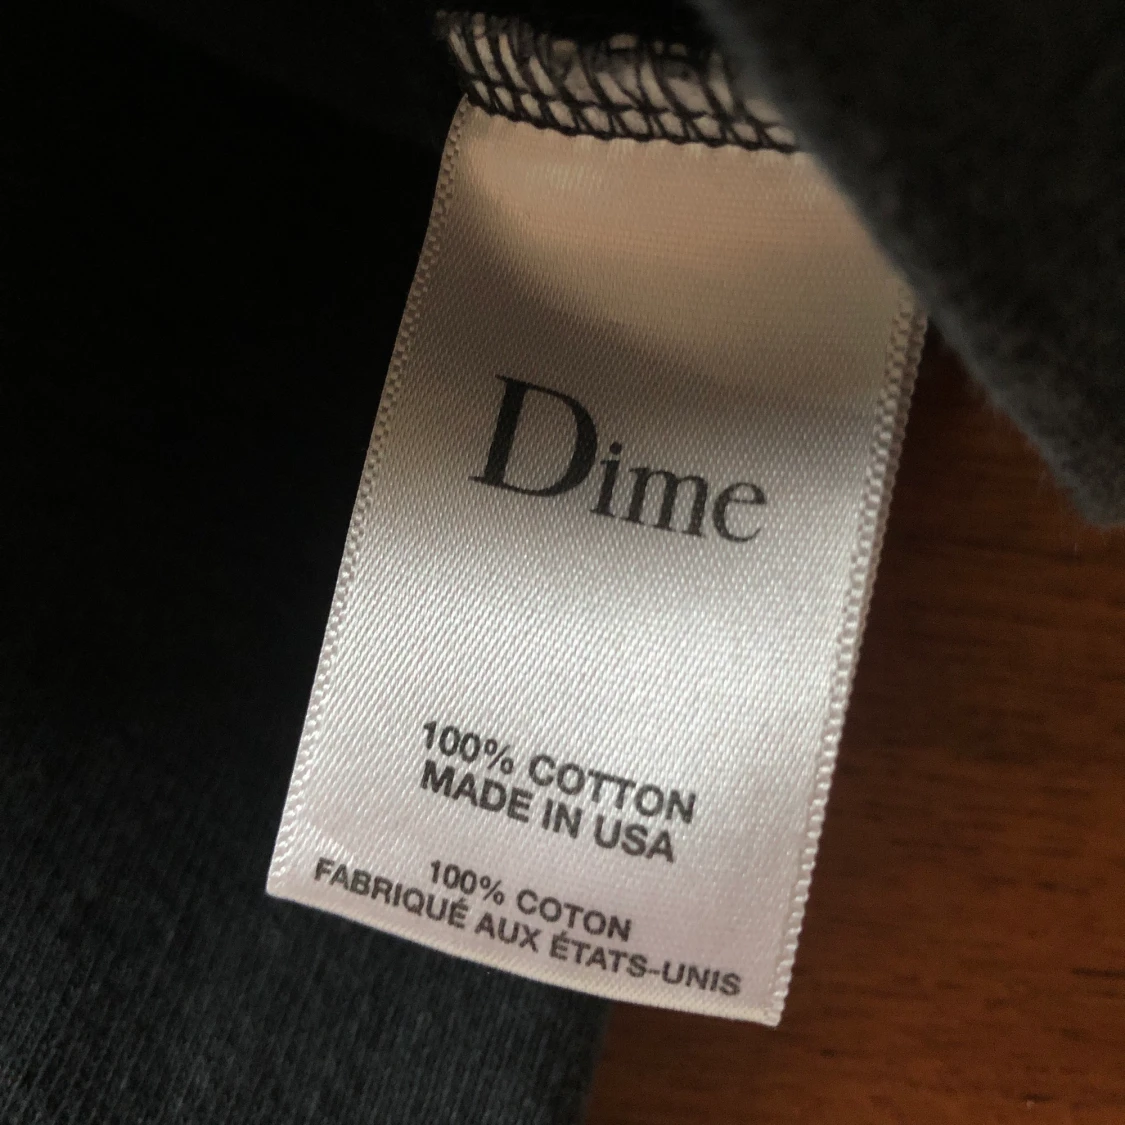 Dime
100% COTTON
MADE IN USA
100% COTON
FABRIQUÉ AUX ÉTATS-UNIS